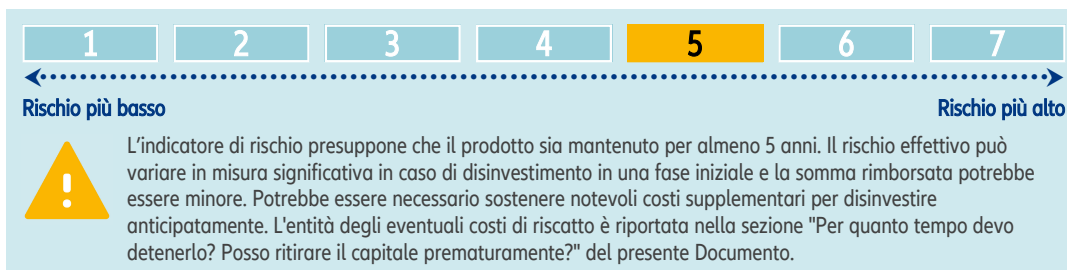 1 2 3 4 5 6 7
Rischio più basso Rischio più alto
L'indicatore di rischio presuppone che il prodotto sia mantenuto per almeno 5 anni. Il rischio effettivo può
variare in misura significativa in caso di disinvestimento in una fase iniziale e la somma rimborsata potrebbe
essere minore. Potrebbe essere necessario sostenere notevoli costi supplementari per disinvestire
anticipatamente. L'entità degli eventuali costi di riscatto è riportata nella sezione "Per quanto tempo devo
detenerlo? Posso ritirare il capitale prematuramente?" del presente Documento.